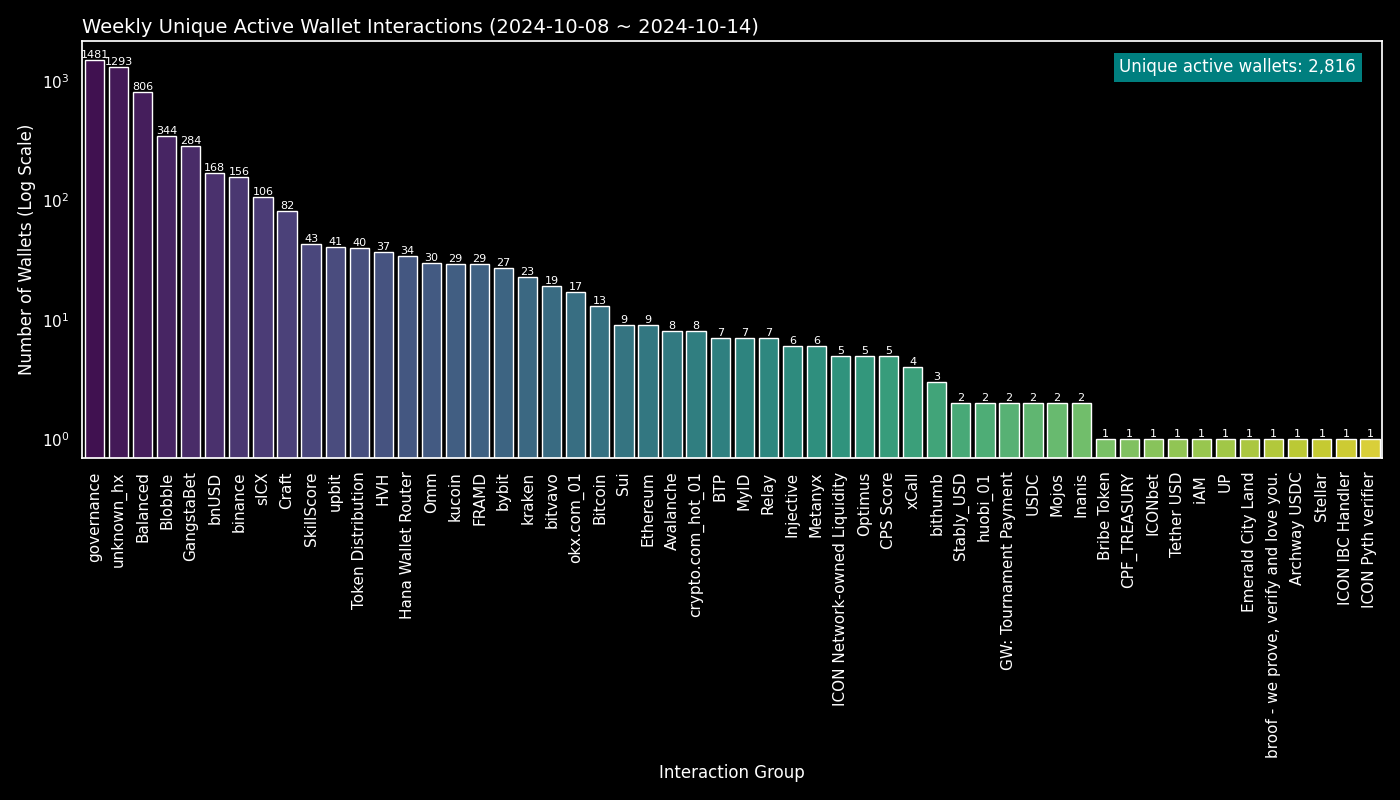 Weekly Unique Active Wallet Interactions (2024-10-08 ~ 2024-10-14)
Unique active wallets: 2,816
Number of Wallets (Log Scale)
10³
10²
10¹
10⁰
1481
1293
806
344
284
168
156
106
82
43
41
40
37
34
30
29
29
27
23
19
17
13
9
9
8
8
7
7
7
6
6
5
5
5
4
3
2
2
2
2
2
2
1
1
1
1
1
1
1
1
1
1
1
1
governance
unknown_hx
Balanced
Blobble
GangstaBet
bnUSD
binance
sICX
Craft
SkillScore
upbit
Token Distribution
HVH
Hana Wallet Router
Omm
kucoin
FRAMD
bybit
kraken
bitvavo
okx.com_01
Bitcoin
Sui
Ethereum
Avalanche
crypto.com_hot_01
BTP
MyID
Relay
Injective
Metanyx
ICON Network-owned Liquidity
Optimus
CPS Score
xCall
bithumb
Stably_USD
huobi_01
GW: Tournament Payment
USDC
Mojos
Inanis
Bribe Token
CPF_TREASURY
ICONbet
Tether USD
iAM
UP
Emerald City Land
broof - we prove, verify and love you.
Archway USDC
Stellar
ICON IBC Handler
ICON Pyth verifier
Interaction Group